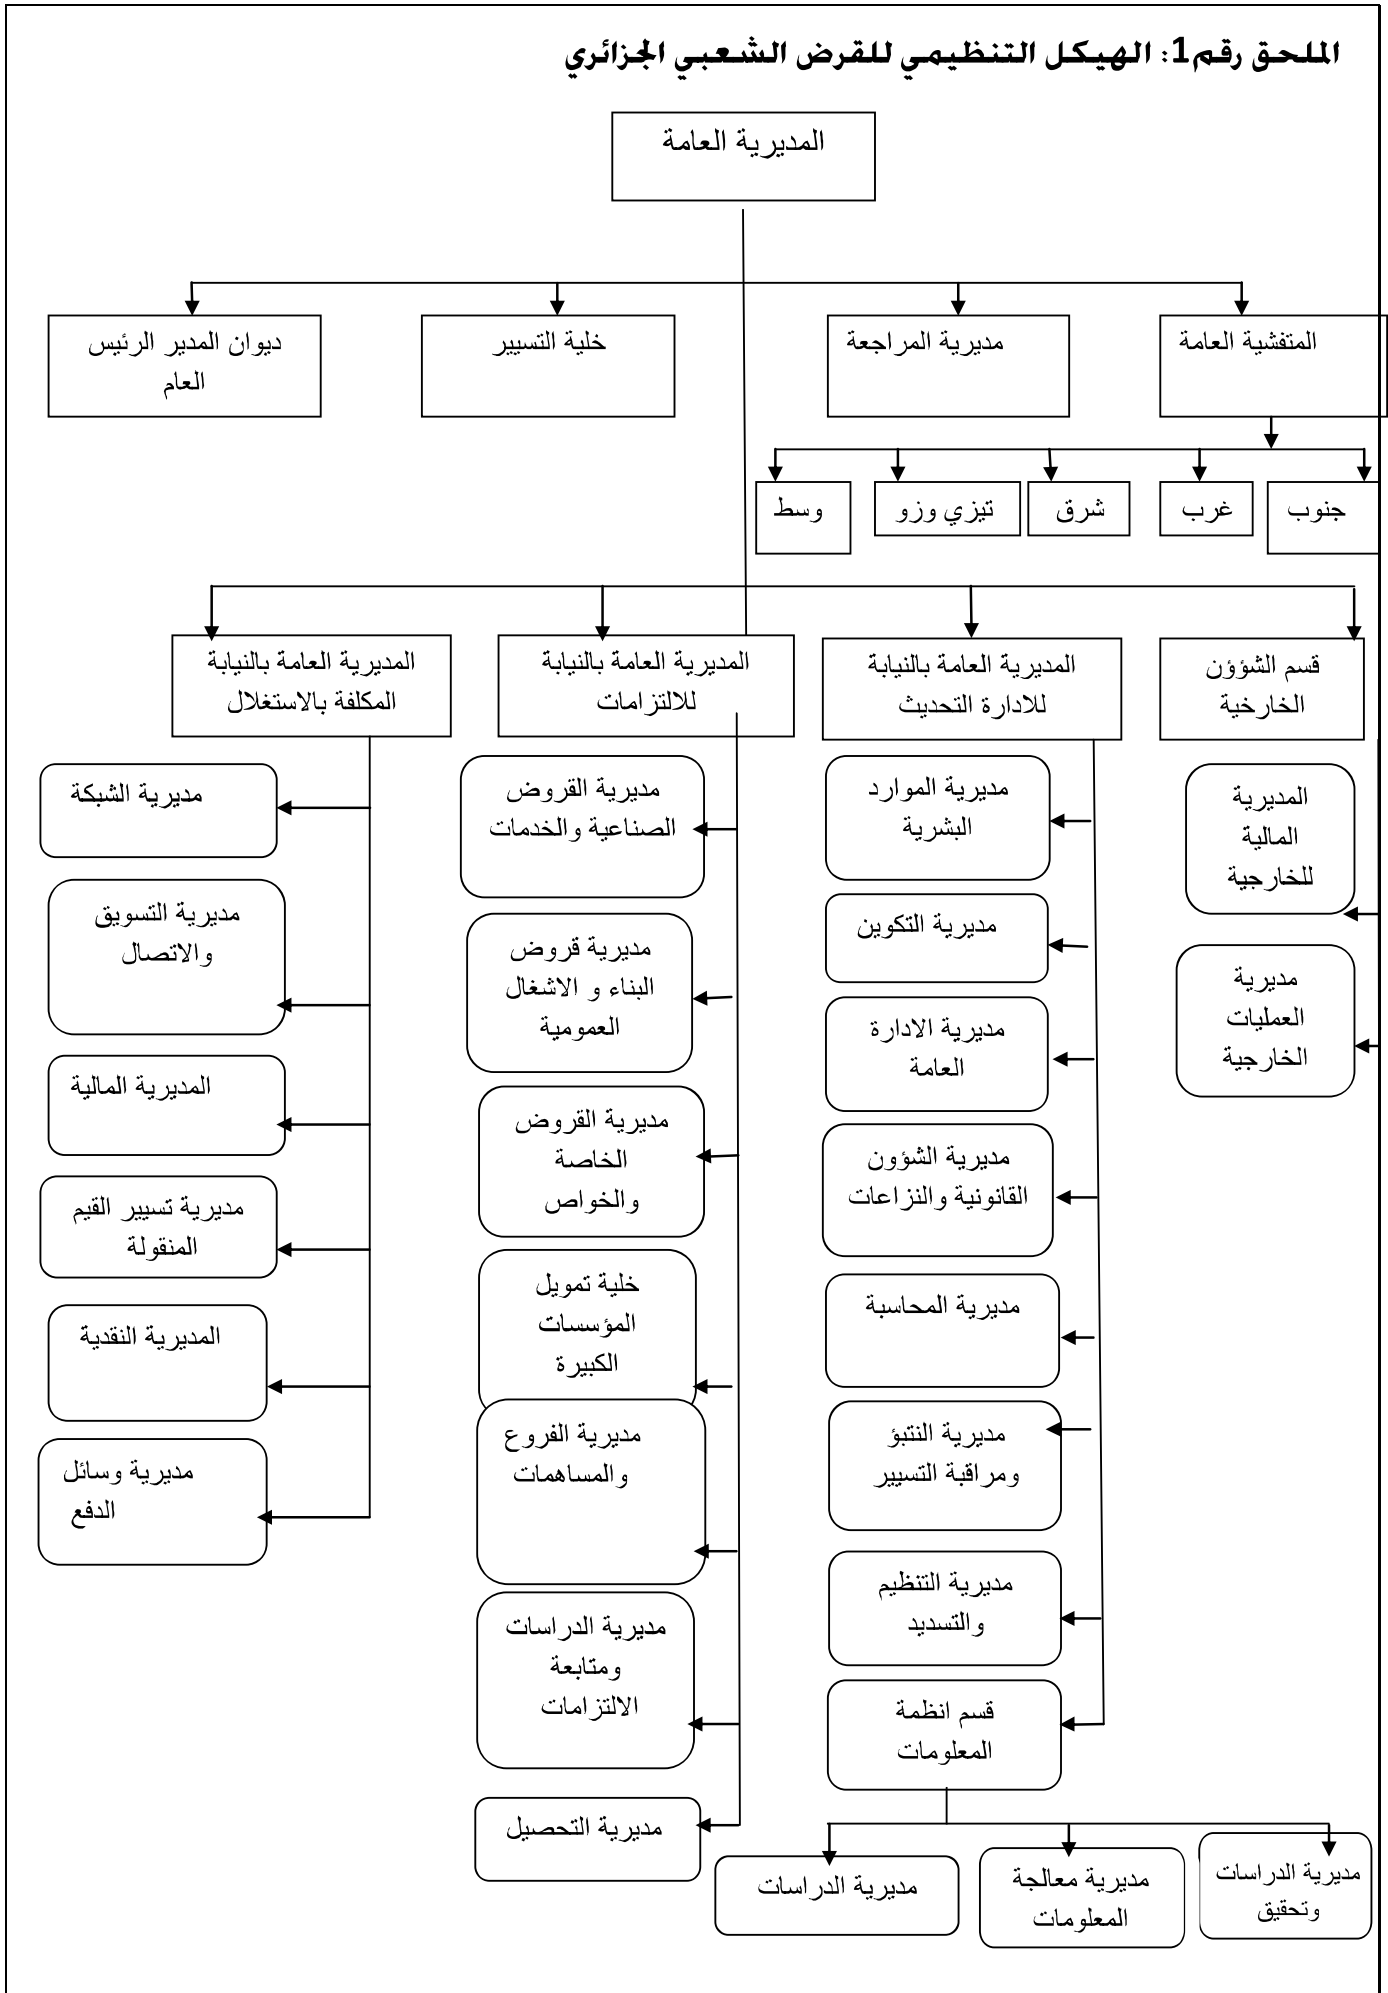 الملحق رقم1: الهيكل التنظيمي للقرض الشعبي الجزائري
المديرية العامة
المتفشية العامة
مديرية المراجعة
خلية التسيير
ديوان المدير الرئيس
العام
جنوب
غرب
شرق
تيزي وزو
وسط
قسم الشؤؤن
الخارخية
المديرية العامة بالنيابة
للادارة التحديث
المديرية العامة بالنيابة
للالتزامات
المديرية العامة بالنيابة
المكلفة بالاستغلال
المديرية
المالية
للخارجية
مديرية
العمليات
الخارجية
مديرية الموارد
البشرية
مديرية التكوين
مديرية الادارة
العامة
مديرية الشؤون
القانونية والنزاعات
مديرية المحاسبة
مديرية النتبؤ
ومراقبة التسيير
مديرية التنظيم
والتسديد
قسم انظمة
المعلومات
مديرية الدراسات
وتحقيق
مديرية معالجة
المعلومات
مديرية الدراسات
مديرية القروض
الصناعية والخدمات
مديرية قروض
البناء و الاشغال
العمومية
مديرية القروض
الخاصة
والخواص
خلية تمويل
المؤسسات
الكبيرة
مديرية الفروع
والمساهمات
مديرية الدراسات
ومتابعة
الالتزامات
مديرية التحصيل
مديرية الشبكة
مديرية التسويق
والاتصال
المديرية المالية
مديرية تسيير القيم
المنقولة
المديرية النقدية
مديرية وسائل
الدفع